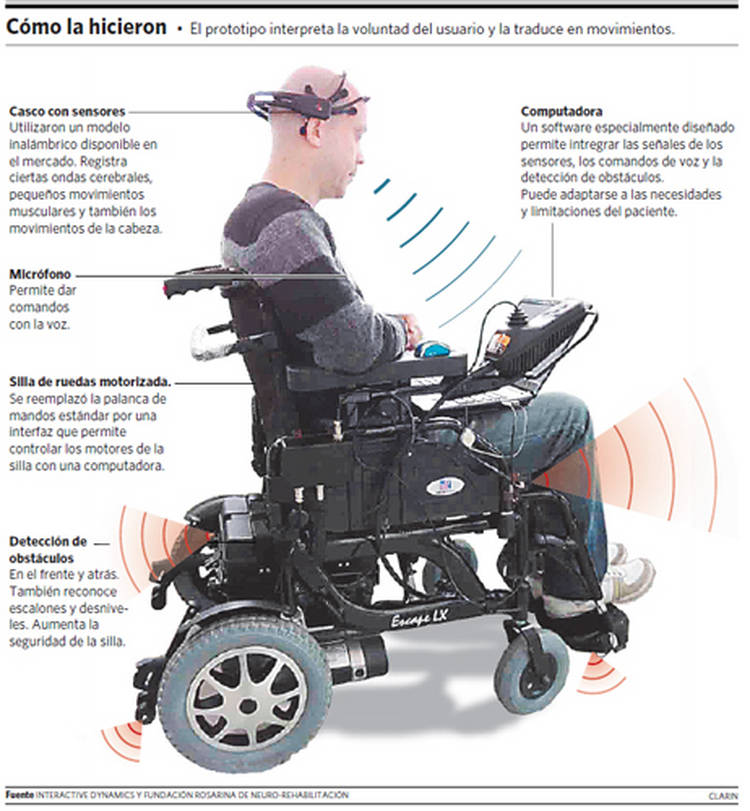 Cómo la hicieron • El prototipo interpreta la voluntad del usuario y la traduce en movimientos.
Casco con sensores
Utilizaron un modelo
inalámbrico disponible en
el mercado. Registra
ciertas ondas cerebrales,
pequeños movimientos
musculares y también los
movimientos de la cabeza.
Computadora
Un software especialmente diseñado
permite intregrar las señales de los
sensores, los comandos de voz y la
detección de obstáculos.
Puede adaptarse a las necesidades
y limitaciones del paciente.
Micrófono
Permite dar
comandos
con la voz.
Silla de ruedas motorizada.
Se reemplazó la palanca de
mandos estándar por una
interfaz que permite
controlar los motores de la
silla con una computadora.
Detección de
obstáculos
En el frente y atrás.
También reconoce
escalones y desnive-
les. Aumenta la
seguridad de la silla.
Escape LX
Fuente INTERACTIVE DYNAMICS Y FUNDACIÓN ROSARINA DE NEURO-REHABILITACIÓN
CLARIN